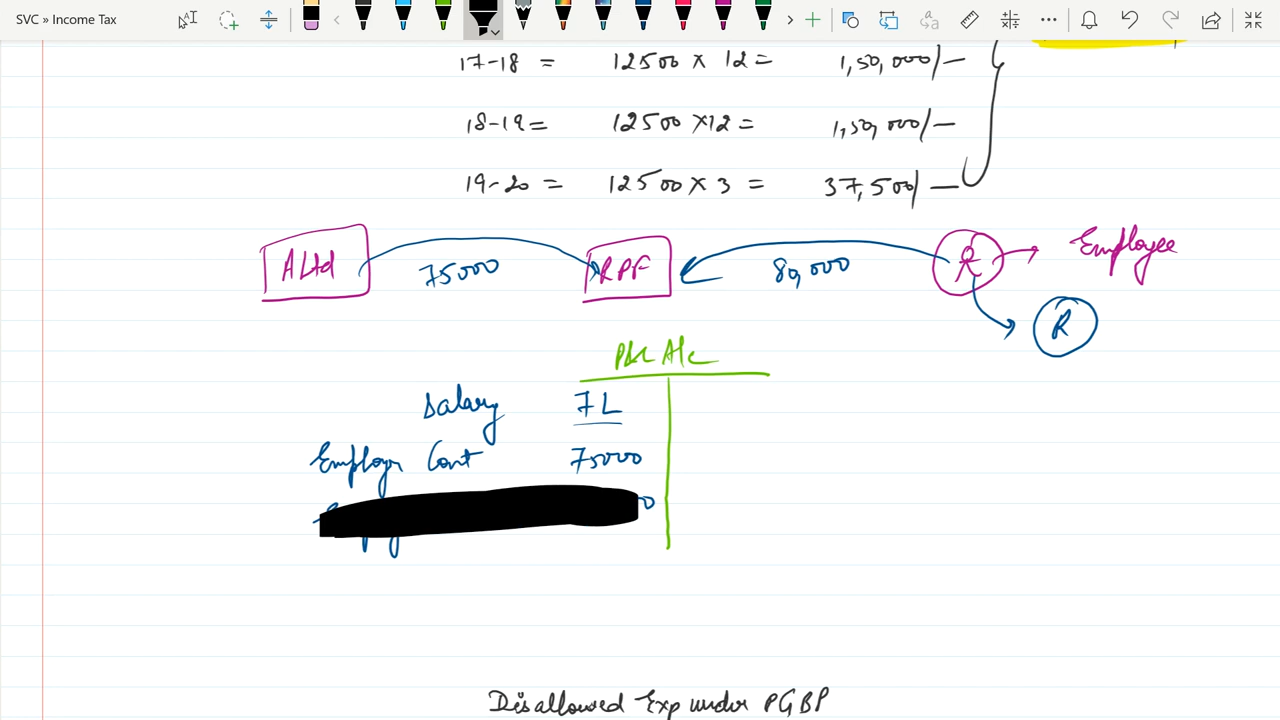 SVC » Income Tax
17-18 = 12500 × 12 = 1,50,000/-
18-19 = 12500 × 12 = 1,50,000/-
19-20 = 12500 × 3 = 37,500/-
A Ltd 75000 RPF 80,000 R Employee
R
P&L A/c
Salary 7L
Employer Cont 75000
Disallowed Exp under PGBP